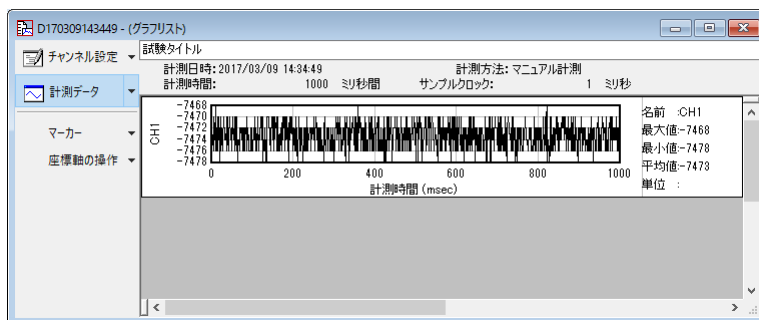 D170309143449 - (グラフリスト)
チャンネル設定
試験タイトル
計測日時:2017/03/09 14:34:49 計測方法:マニュアル計測
計測時間: 1000 ミリ秒間 サンプルクロック: 1 ミリ秒
計測データ
マーカー
座標軸の操作
CH1
-7468
-7470
-7472
-7474
-7476
-7478
0 200 400 600 800 1000
計測時間 (msec)
名前 :CH1
最大値:-7468
最小値:-7478
平均値:-7473
単位 :